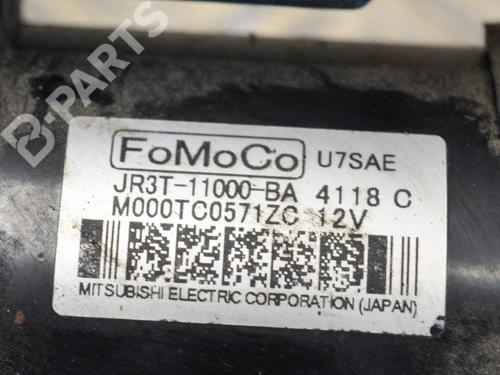 B-PARTS
FoMoCo U7SAE
JR3T-11000-BA 4118 C
M000TC0571ZC 12V
MITSUBISHI ELECTRIC CORPORATION (JAPAN)